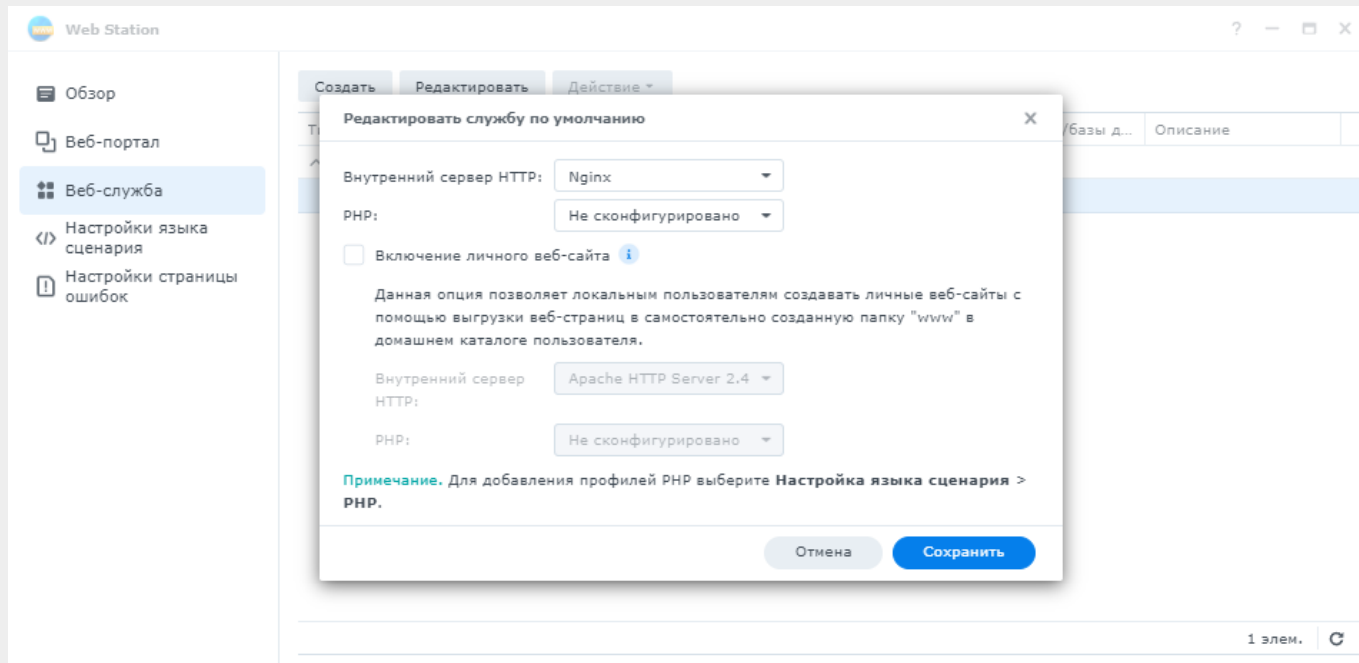 Web Station
Обзор
Веб-портал
Веб-служба
Настройки языка
сценария
Настройки страницы
ошибок
Создать Редактировать Действие
/базы д... Описание
Редактировать службу по умолчанию
Внутренний сервер HTTP: Nginx
PHP: Не сконфигурировано
Включение личного веб-сайта
Данная опция позволяет локальным пользователям создавать личные веб-сайты с
помощью выгрузки веб-страниц в самостоятельно созданную папку "www" в
домашнем каталоге пользователя.
Внутренний сервер Apache HTTP Server 2.4
HTTP:
PHP: Не сконфигурировано
Примечание. Для добавления профилей PHP выберите Настройка языка сценария >
PHP.
Отмена Сохранить
1 элем.